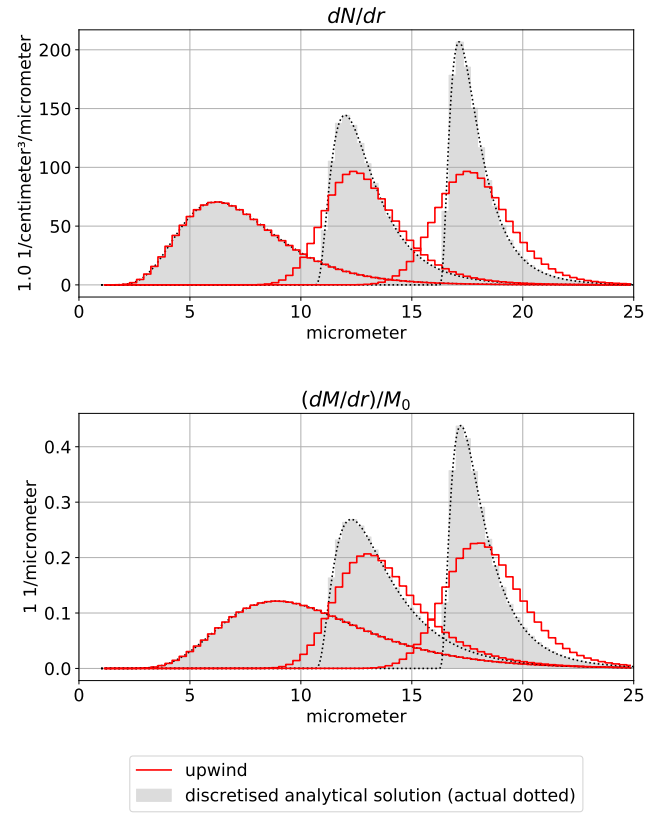 dN/dr
1.0 1/centimeter³/micrometer
200
150
100
50
0
0 5 10 15 20 25
micrometer
(dM/dr)/M₀
1 1/micrometer
0.4
0.3
0.2
0.1
0.0
0 5 10 15 20 25
micrometer
upwind
discretised analytical solution (actual dotted)